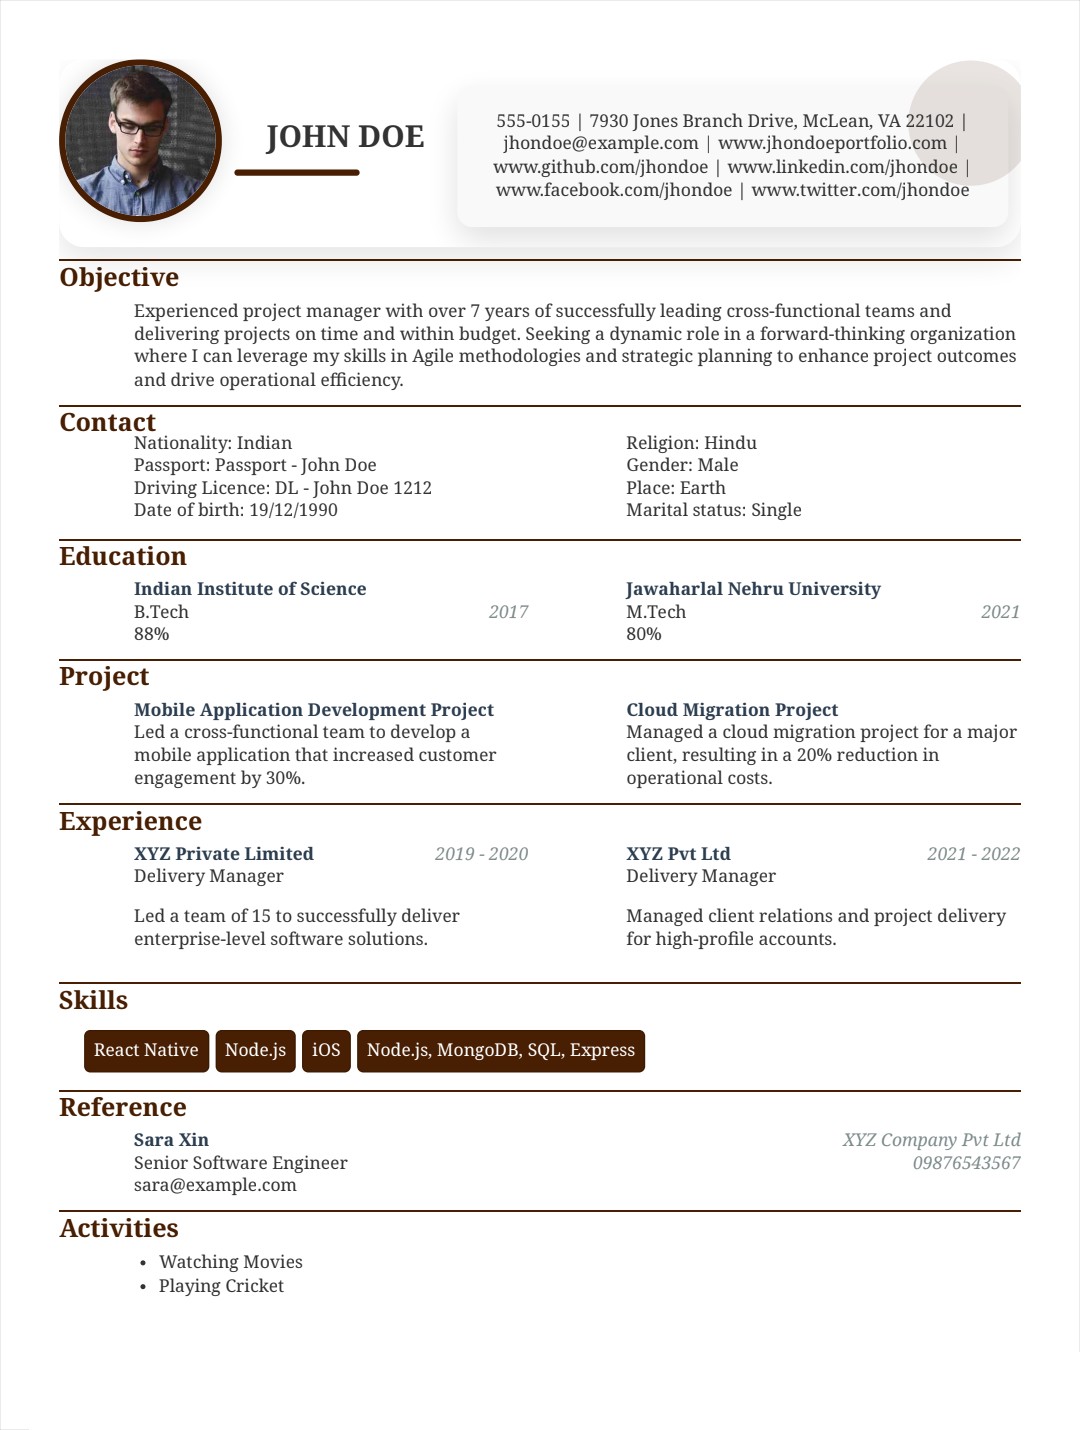 JOHN DOE
555-0155 | 7930 Jones Branch Drive, McLean, VA 22102 |
jhondoe@example.com | www.jhondoeportfolio.com |
www.github.com/jhondoe | www.linkedin.com/jhondoe |
www.facebook.com/jhondoe | www.twitter.com/jhondoe
Objective
Experienced project manager with over 7 years of successfully leading cross-functional teams and
delivering projects on time and within budget. Seeking a dynamic role in a forward-thinking organization
where I can leverage my skills in Agile methodologies and strategic planning to enhance project outcomes
and drive operational efficiency.
Contact
Nationality: Indian
Passport: Passport - John Doe
Driving Licence: DL - John Doe 1212
Date of birth: 19/12/1990
Religion: Hindu
Gender: Male
Place: Earth
Marital status: Single
Education
Indian Institute of Science
B.Tech 2017
88%
Jawaharlal Nehru University
M.Tech 2021
80%
Project
Mobile Application Development Project
Led a cross-functional team to develop a
mobile application that increased customer
engagement by 30%.
Cloud Migration Project
Managed a cloud migration project for a major
client, resulting in a 20% reduction in
operational costs.
Experience
XYZ Private Limited 2019 - 2020
Delivery Manager
Led a team of 15 to successfully deliver
enterprise-level software solutions.
XYZ Pvt Ltd 2021 - 2022
Delivery Manager
Managed client relations and project delivery
for high-profile accounts.
Skills
React Native Node.js iOS Node.js, MongoDB, SQL, Express
Reference
Sara Xin XYZ Company Pvt Ltd
Senior Software Engineer 09876543567
sara@example.com
Activities
• Watching Movies
• Playing Cricket